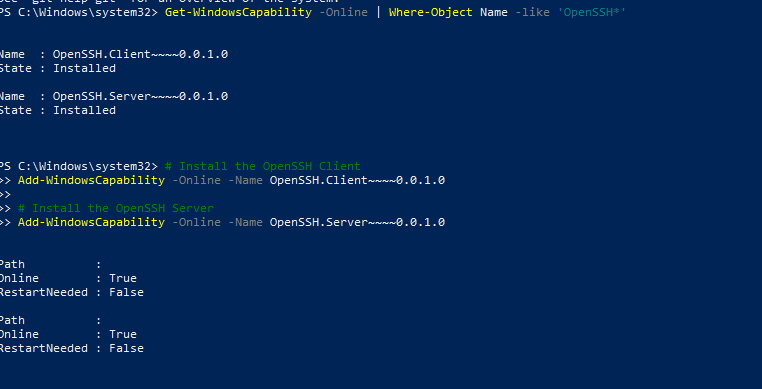 PS C:\Windows\system32> Get-WindowsCapability -Online | Where-Object Name -like 'OpenSSH*'
Name : OpenSSH.Client~~~~0.0.1.0
State : Installed
Name : OpenSSH.Server~~~~0.0.1.0
State : Installed
PS C:\Windows\system32> # Install the OpenSSH Client
>> Add-WindowsCapability -Online -Name OpenSSH.Client~~~~0.0.1.0
>>
>> # Install the OpenSSH Server
>> Add-WindowsCapability -Online -Name OpenSSH.Server~~~~0.0.1.0
Path :
Online : True
RestartNeeded : False
Path :
Online : True
RestartNeeded : False